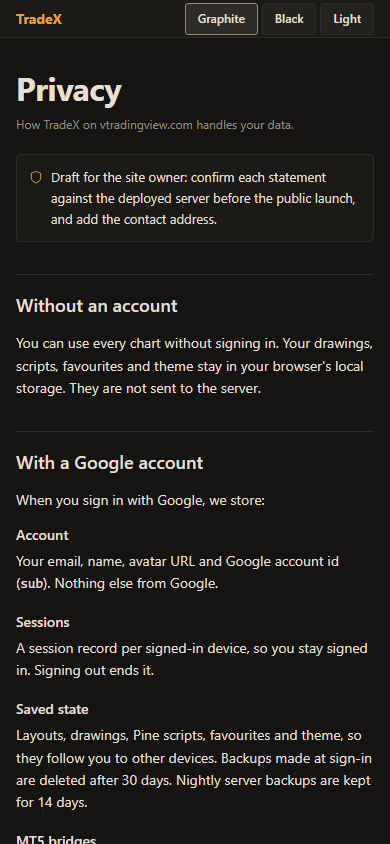 TradeX
Graphite
Black
Light
Privacy
How TradeX on vtradingview.com handles your data.
Draft for the site owner: confirm each statement
against the deployed server before the public launch,
and add the contact address.
Without an account
You can use every chart without signing in. Your drawings,
scripts, favourites and theme stay in your browser's local
storage. They are not sent to the server.
With a Google account
When you sign in with Google, we store:
Account
Your email, name, avatar URL and Google account id
(sub). Nothing else from Google.
Sessions
A session record per signed-in device, so you stay signed
in. Signing out ends it.
Saved state
Layouts, drawings, Pine scripts, favourites and theme, so
they follow you to other devices. Backups made at sign-in
are deleted after 30 days. Nightly server backups are kept
for 14 days.
MT5 bridges